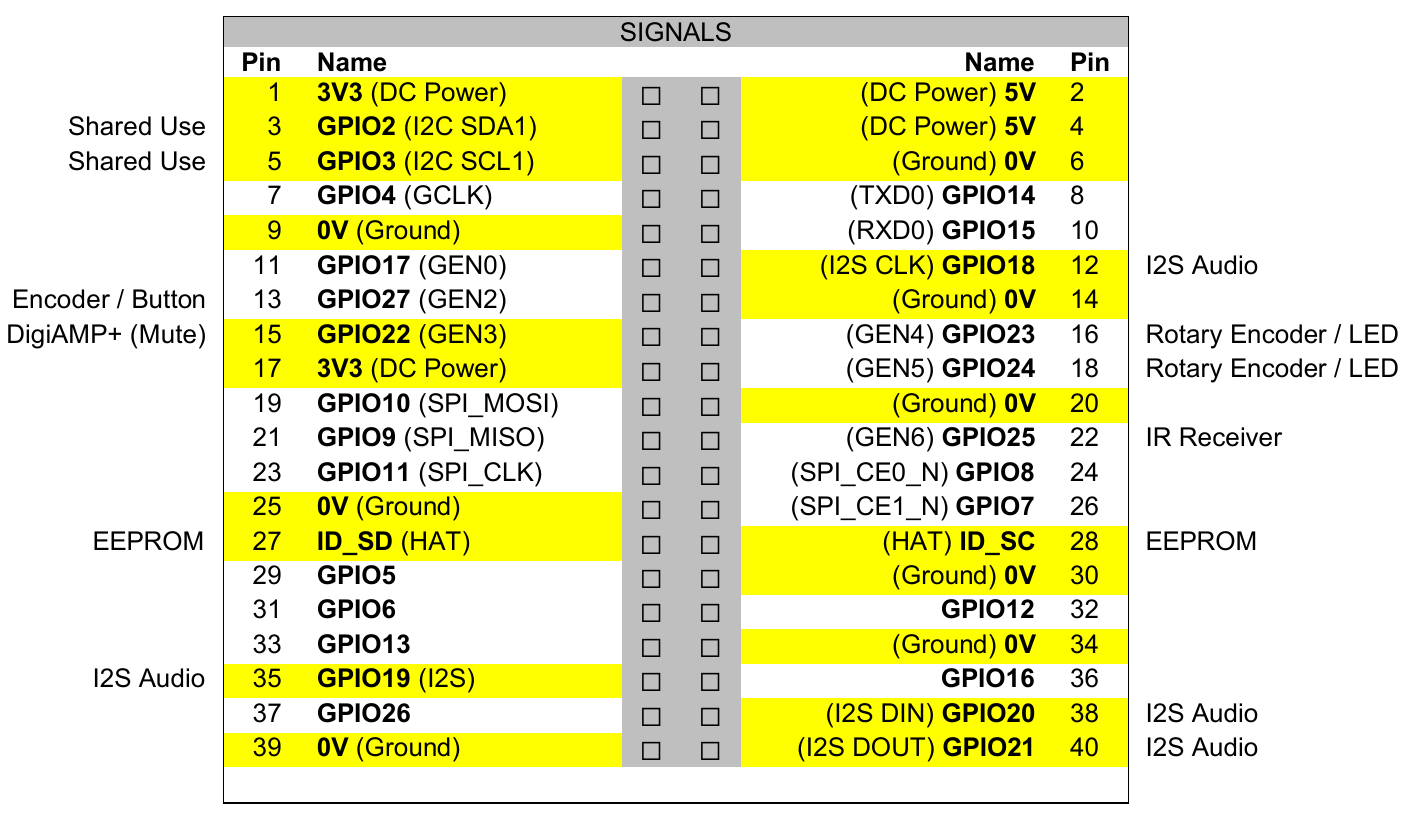 SIGNALS
Pin Name Name Pin
1 3V3 (DC Power) (DC Power) 5V 2
Shared Use 3 GPIO2 (I2C SDA1) (DC Power) 5V 4
Shared Use 5 GPIO3 (I2C SCL1) (Ground) 0V 6
7 GPIO4 (GCLK) (TXD0) GPIO14 8
9 0V (Ground) (RXD0) GPIO15 10
11 GPIO17 (GEN0) (I2S CLK) GPIO18 12 I2S Audio
Encoder / Button 13 GPIO27 (GEN2) (Ground) 0V 14
DigiAMP+ (Mute) 15 GPIO22 (GEN3) (GEN4) GPIO23 16 Rotary Encoder / LED
17 3V3 (DC Power) (GEN5) GPIO24 18 Rotary Encoder / LED
19 GPIO10 (SPI_MOSI) (Ground) 0V 20
21 GPIO9 (SPI_MISO) (GEN6) GPIO25 22 IR Receiver
23 GPIO11 (SPI_CLK) (SPI_CE0_N) GPIO8 24
25 0V (Ground) (SPI_CE1_N) GPIO7 26
EEPROM 27 ID_SD (HAT) (HAT) ID_SC 28 EEPROM
29 GPIO5 (Ground) 0V 30
31 GPIO6 GPIO12 32
33 GPIO13 (Ground) 0V 34
I2S Audio 35 GPIO19 (I2S) GPIO16 36
37 GPIO26 (I2S DIN) GPIO20 38 I2S Audio
39 0V (Ground) (I2S DOUT) GPIO21 40 I2S Audio